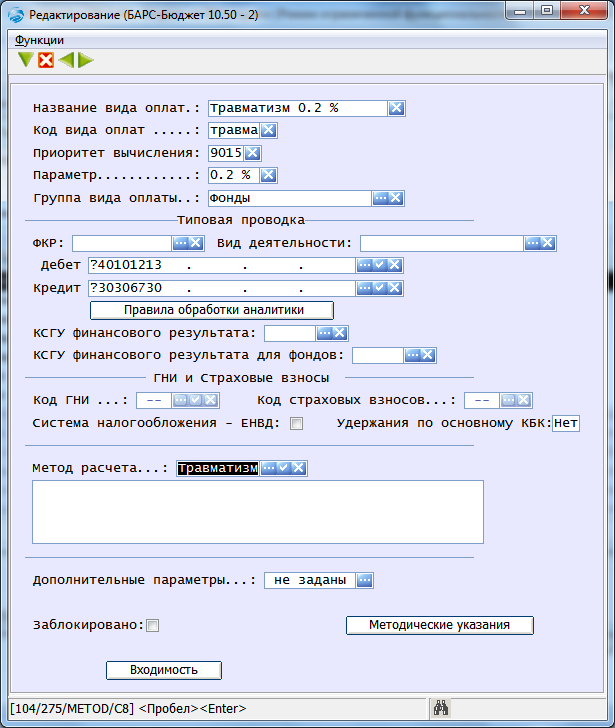 Редактирование (БАРС-Бюджет 10.50 - 2)
Функции
Название вида оплат.: Травматизм 0.2 %
Код вида оплат .....: травма
Приоритет вычисления: 9015
Параметр............: 0.2 %
Группа вида оплаты..: Фонды
Типовая проводка
ФКР: Вид деятельности:
Дебет ?40101213 . . .
Кредит ?30306730 . . .
Правила обработки аналитики
КСГУ финансового результата:
КСГУ финансового результата для фондов:
ГНИ и Страховые взносы
Код ГНИ ...: -- Код страховых взносов...: --
Система налогообложения - ЕНВД: Удержания по основному КБК: Нет
Метод расчета...: Травматизм
Дополнительные параметры...: не заданы
Заблокировано: Методические указания
Входимость
[104/275/METOD/C8] <Пробел><Enter>